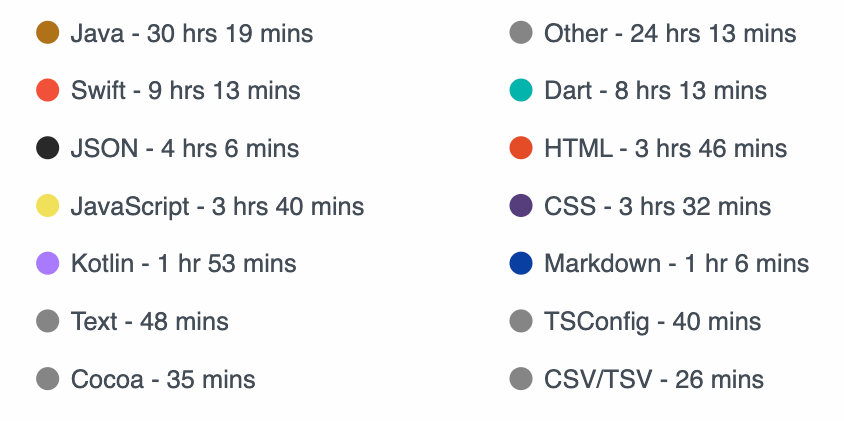 Java - 30 hrs 19 mins
Other - 24 hrs 13 mins
Swift - 9 hrs 13 mins
Dart - 8 hrs 13 mins
JSON - 4 hrs 6 mins
HTML - 3 hrs 46 mins
JavaScript - 3 hrs 40 mins
CSS - 3 hrs 32 mins
Kotlin - 1 hr 53 mins
Markdown - 1 hr 6 mins
Text - 48 mins
TSConfig - 40 mins
Cocoa - 35 mins
CSV/TSV - 26 mins